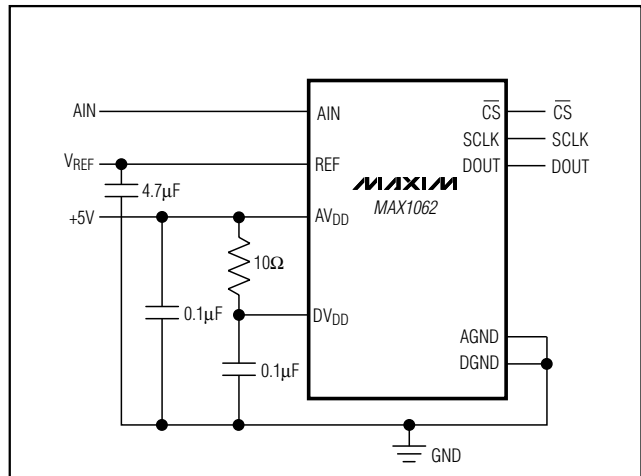 AIN
AIN
CS
CS
SCLK
SCLK
VREF
REF
DOUT
DOUT
4.7μF
MAXIM
MAX1062
+5V
AVDD
10Ω
0.1μF
DVDD
0.1μF
AGND
DGND
GND